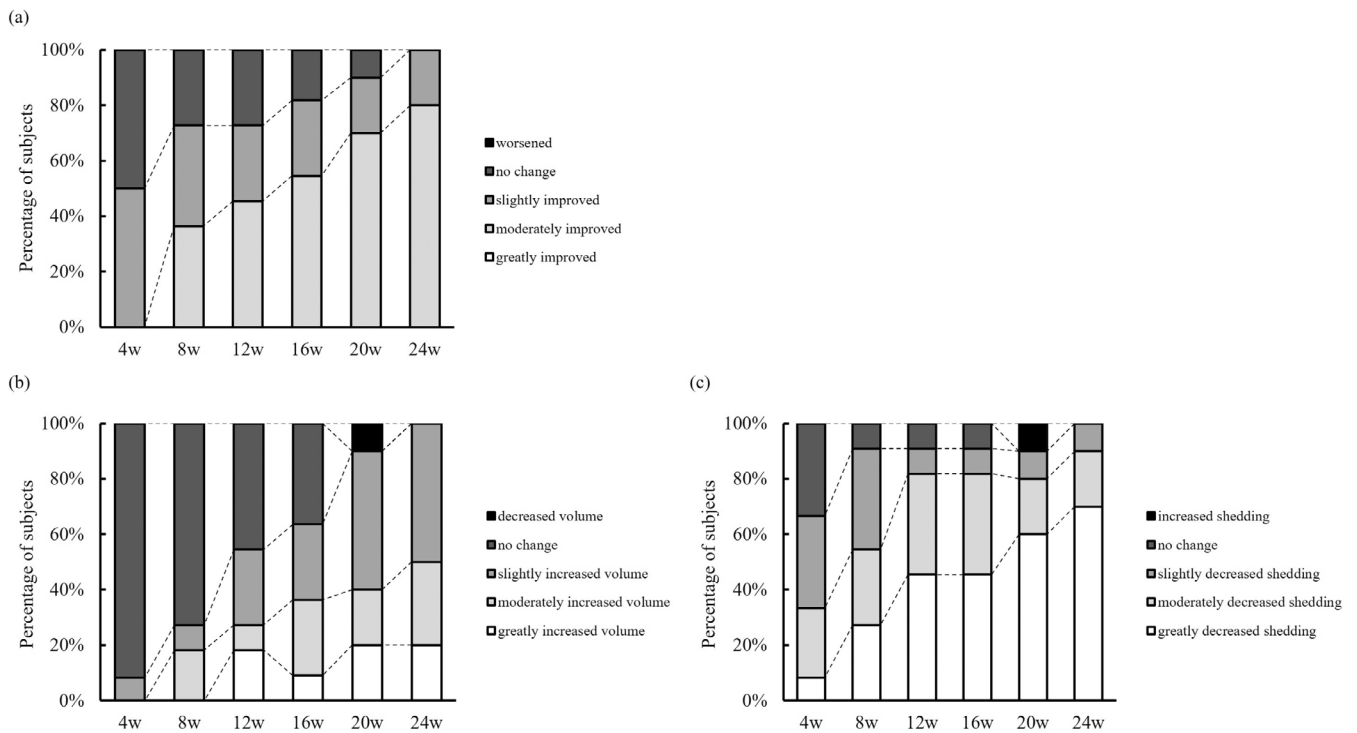 (a)
Percentage of subjects
100%
80%
60%
40%
20%
0%
4w 8w 12w 16w 20w 24w
worsened
no change
slightly improved
moderately improved
greatly improved
(b)
Percentage of subjects
100%
80%
60%
40%
20%
0%
4w 8w 12w 16w 20w 24w
decreased volume
no change
slightly increased volume
moderately increased volume
greatly increased volume
(c)
Percentage of subjects
100%
80%
60%
40%
20%
0%
4w 8w 12w 16w 20w 24w
increased shedding
no change
slightly decreased shedding
moderately decreased shedding
greatly decreased shedding